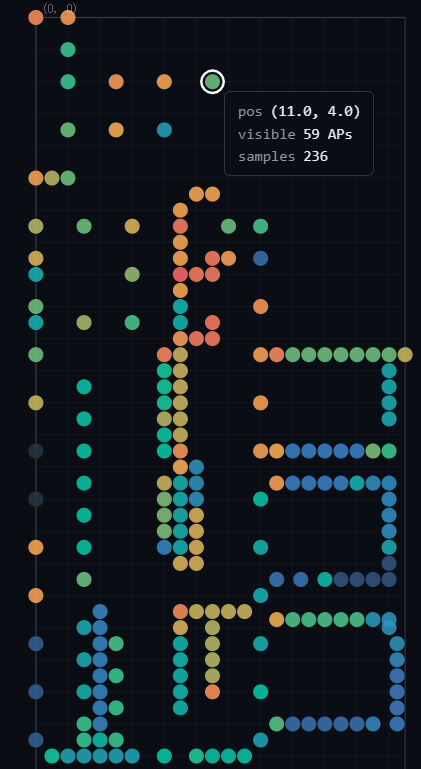 (0, 0)
pos (11.0, 4.0)
visible 59 APs
samples 236